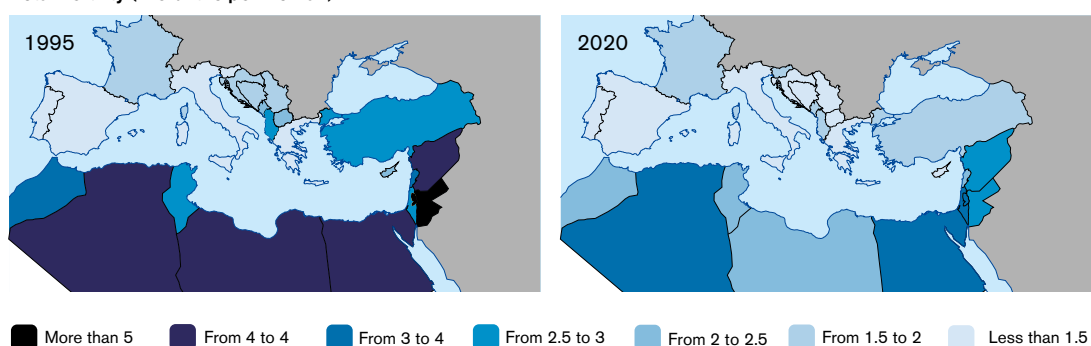 1995
2020
More than 5
From 4 to 4
From 3 to 4
From 2.5 to 3
From 2 to 2.5
From 1.5 to 2
Less than 1.5